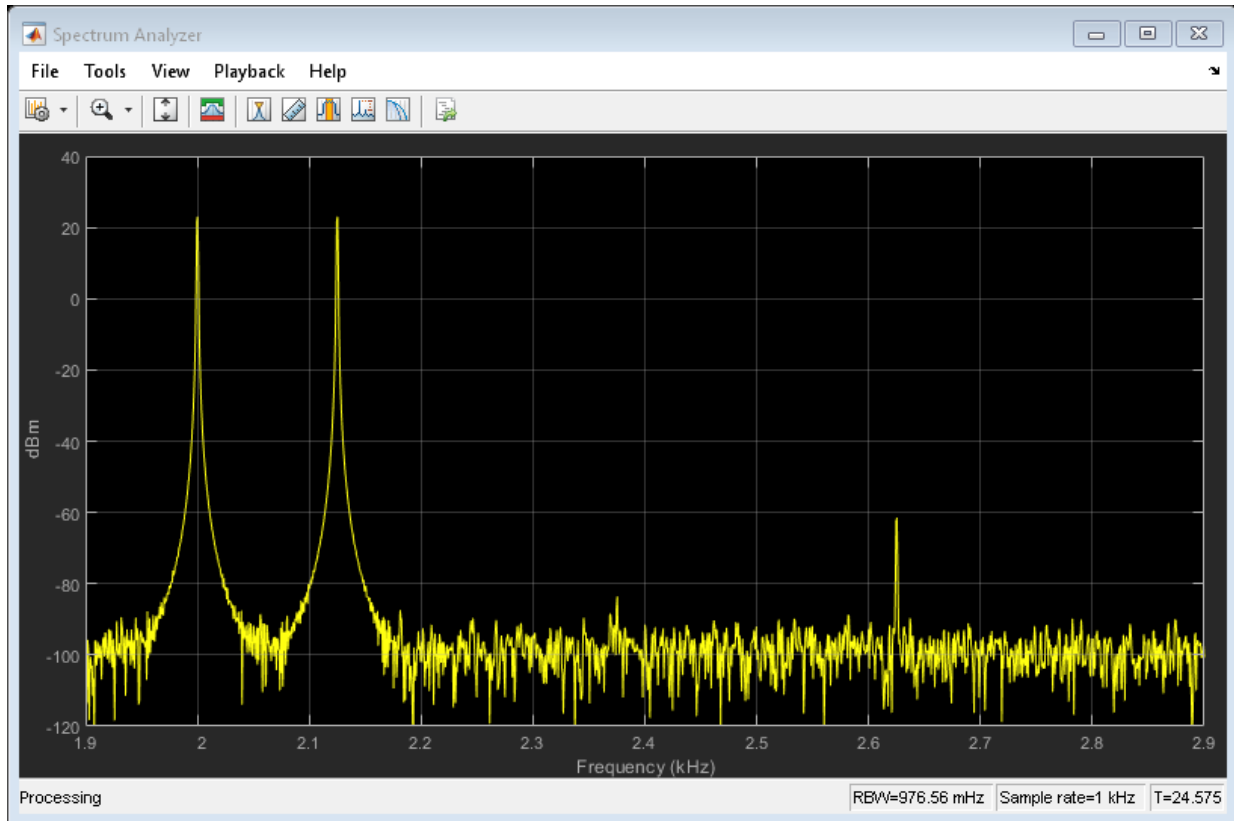 Spectrum Analyzer
File Tools View Playback Help
40
20
0
-20
-40
-60
-80
-100
-120
dBm
1.9 2 2.1 2.2 2.3 2.4 2.5 2.6 2.7 2.8 2.9
Frequency (kHz)
Processing RBW=976.56 mHz Sample rate=1 kHz T=24.575